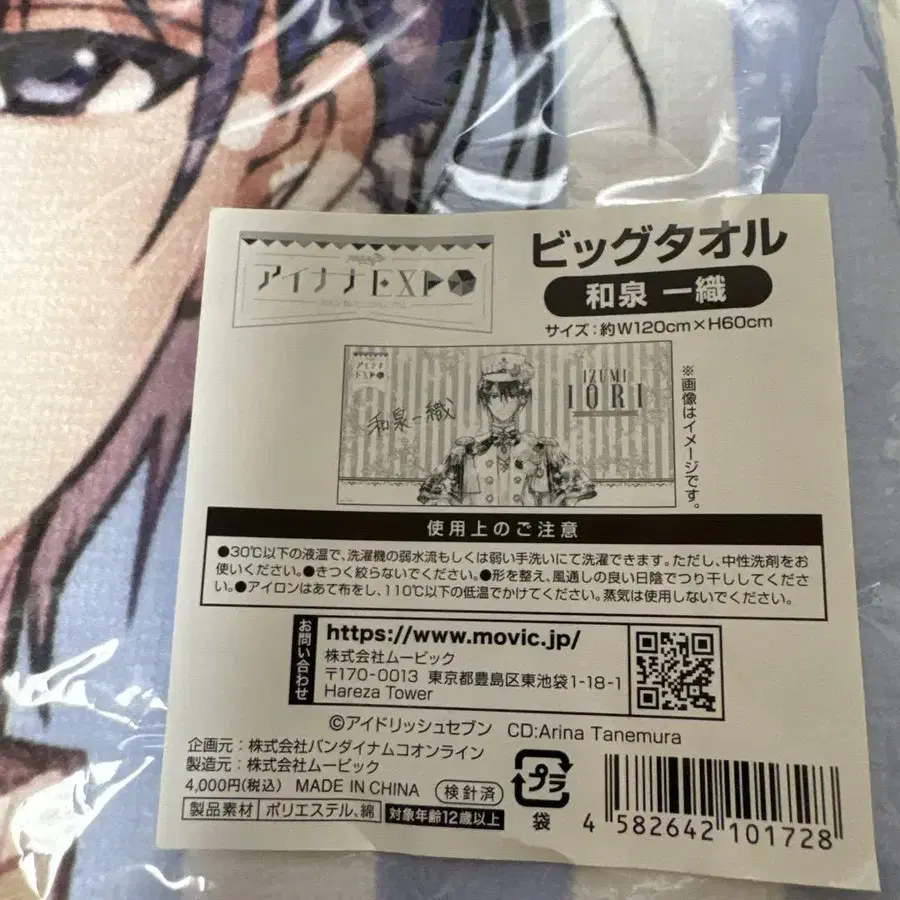 アイナナEXPO
ビッグタオル
和泉 一織
サイズ:約W120cm×H60cm
アイナナ
EXPO
和泉一織
IZUMI
IORI
※画像はイメージです。
使用上のご注意
●30℃以下の液温で、洗濯機の弱水流もしくは弱い手洗いにて洗濯できます。ただし、中性洗剤をお
使いください。●きつく絞らないでください。●形を整え、風通しの良い日陰でつり干ししてくださ
い。●アイロンはあて布をし、110℃以下の低温でかけてください。蒸気は使用しないでください。
お問い合わせ
https://www.movic.jp/
株式会社ムービック
〒170-0013 東京都豊島区東池袋1-18-1
Hareza Tower
©アイドリッシュセブン CD:Arina Tanemura
企画元:株式会社バンダイナムコオンライン
製造元:株式会社ムービック
4,000円(税込) MADE IN CHINA 検針済
製品素材 ポリエステル、綿 対象年齢12歳以上
プラ
袋
4 582642 101728